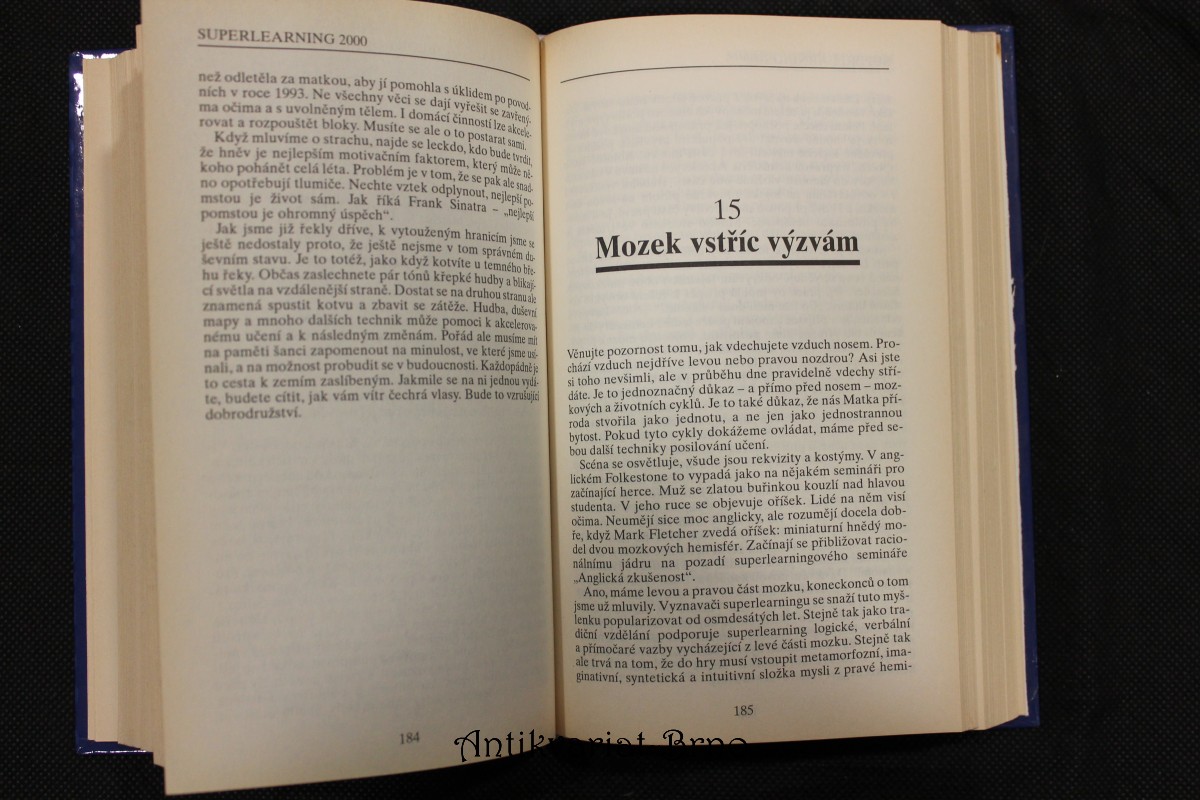 SUPERLEARNING 2000
než odletěla za matkou, aby jí pomohla s úklidem po povod-
ních v roce 1993. Ne všechny věci se dají vyřešit se zavřený-
ma očima a s uvolněným tělem. I domácí činností lze akcele-
rovat a rozpouštět bloky. Musíte se ale o to postarat sami.
Když mluvíme o strachu, najde se leckdo, kdo bude tvrdit,
že hněv je nejlepším motivačním faktorem, který může ně-
koho pohánět celá léta. Problém je v tom, že se pak ale snad-
no opotřebují tlumiče. Nechte vztek odplynout, nejlepší po-
mstou je život sám. Jak říká Frank Sinatra – „nejlepší
pomstou je ohromný úspěch“.
Jak jsme již řekly dříve, k vytouženým hranicím jsme se
ještě nedostaly proto, že ještě nejsme v tom správném du-
ševním stavu. Je to totéž, jako když kotvíte u temného bře-
hu řeky. Občas zaslechnete pár tónů křepké hudby a blikají-
cí světla na vzdálenější straně. Dostat se na druhou stranu ale
znamená spustit kotvu a zbavit se zátěže. Hudba, duševní
mapy a mnoho dalších technik může pomoci k akcelerova-
nému učení a k následným změnám. Pořád ale musíme mít
na paměti šanci zapomenout na minulost, ve které jsme usí-
nali, a na možnost probudit se v budoucnosti. Každopádně je
to cesta k zemím zaslíbeným. Jakmile se na ni jednou vydá-
te, budete cítit, jak vám vítr čechrá vlasy. Bude to vzrušující
dobrodružství.
184
15
Mozek vstříc výzvám
Věnujte pozornost tomu, jak vdechujete vzduch nosem. Pro-
chází vzduch nejdříve levou nebo pravou nozdrou? Asi jste
si toho nevšimli, ale v průběhu dne pravidelně vdechy stří-
dáte. Je to jednoznačný důkaz – a přímo před nosem – moz-
kových a životních cyklů. Je to také důkaz, že nás Matka pří-
roda stvořila jako jednotu, a ne jen jako jednostrannou
bytost. Pokud tyto cykly dokážeme ovládat, máme před se-
bou další techniky posilování učení.
Scéna se osvětluje, všude jsou rekvizity a kostýmy. V ang-
lickém Folkestone to vypadá jako na nějakém semináři pro
začínající herce. Muž se zlatou buřinkou kouzlí nad hlavou
studenta. V jeho ruce se objevuje oříšek. Lidé na něm visí
očima. Neumějí sice moc anglicky, ale rozumějí docela dob-
ře, když Mark Fletcher zvedá oříšek: miniaturní hnědý mo-
del dvou mozkových hemisfér. Začínají se přibližovat racio-
nálnímu jádru na pozadí superlearningového semináře
„Anglická zkušenost“.
Ano, máme levou a pravou část mozku, koneckonců o tom
jsme už mluvily. Vyznavači superlearningu se snaží tuto myš-
lenku popularizovat od osmdesátých let. Stejně tak jako tra-
diční vzdělání podporuje superlearning logické, verbální
a přímočaré vazby vycházející z levé části mozku. Stejně tak
ale trvá na tom, že do hry musí vstoupit metamorfozní, ima-
ginativní, syntetická a intuitivní složka mysli z pravé hemi-
185
Antikvariat Brno